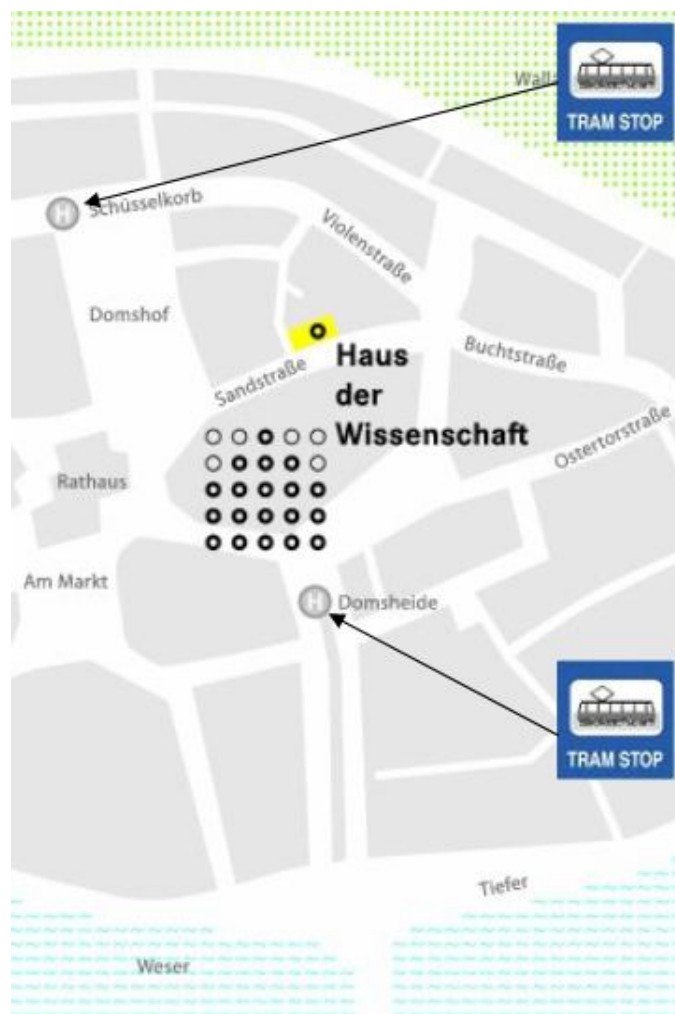 Walla
TRAM STOP
H
Schüsselkorb
Violenstraße
Domshof
Haus
der
Wissenschaft
Sandstraße
Buchtstraße
Ostertorstraße
Rathaus
Am Markt
H
Domsheide
TRAM STOP
Tiefer
Weser